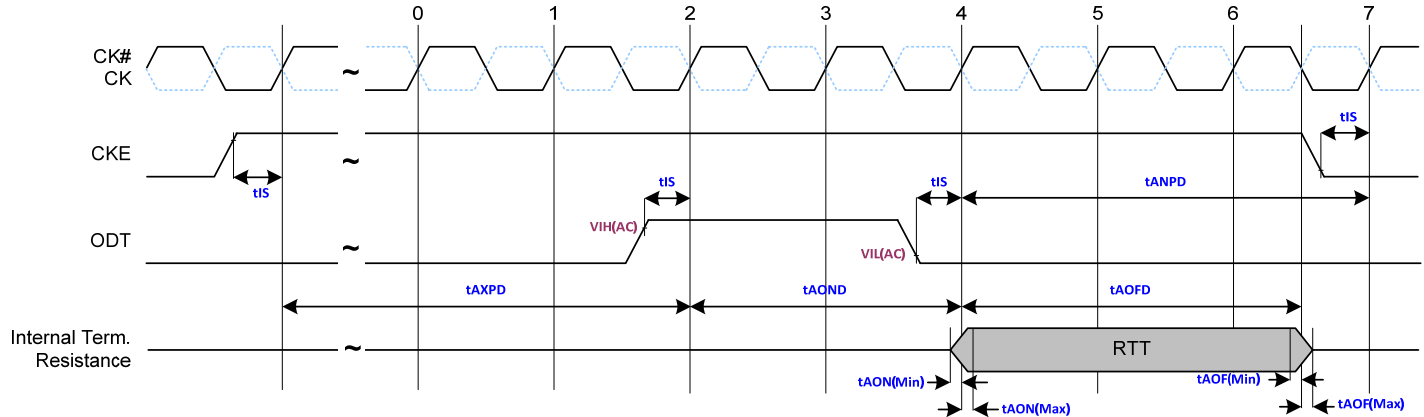 0 1 2 3 4 5 6 7
CK#
CK
~
tIS
CKE
~
tIS
tIS
tIS
tANPD
VIH(AC)
ODT
~
VIL(AC)
tAXPD
tAOND
tAOFD
Internal Term.
Resistance
~
RTT
tAON(Min)
tAOF(Min)
tAON(Max)
tAOF(Max)